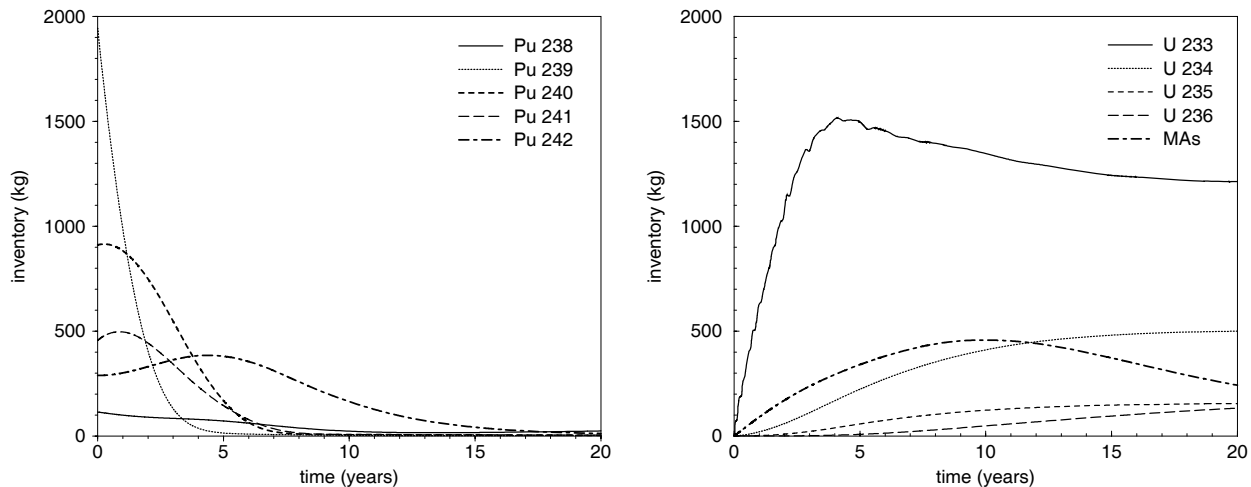 2000
1500
1000
500
0
inventory (kg)
Pu 238
Pu 239
Pu 240
Pu 241
Pu 242
0 5 10 15 20
time (years)
2000
1500
1000
500
0
inventory (kg)
U 233
U 234
U 235
U 236
MAs
0 5 10 15 20
time (years)